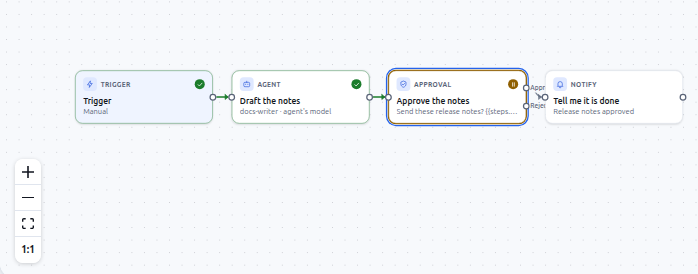 TRIGGER
Trigger
Manual
AGENT
Draft the notes
docs-writer · agent's model
APPROVAL
Approve the notes
Send these release notes? {{steps....
Appr
Rejec
NOTIFY
Tell me it is done
Release notes approved
1:1